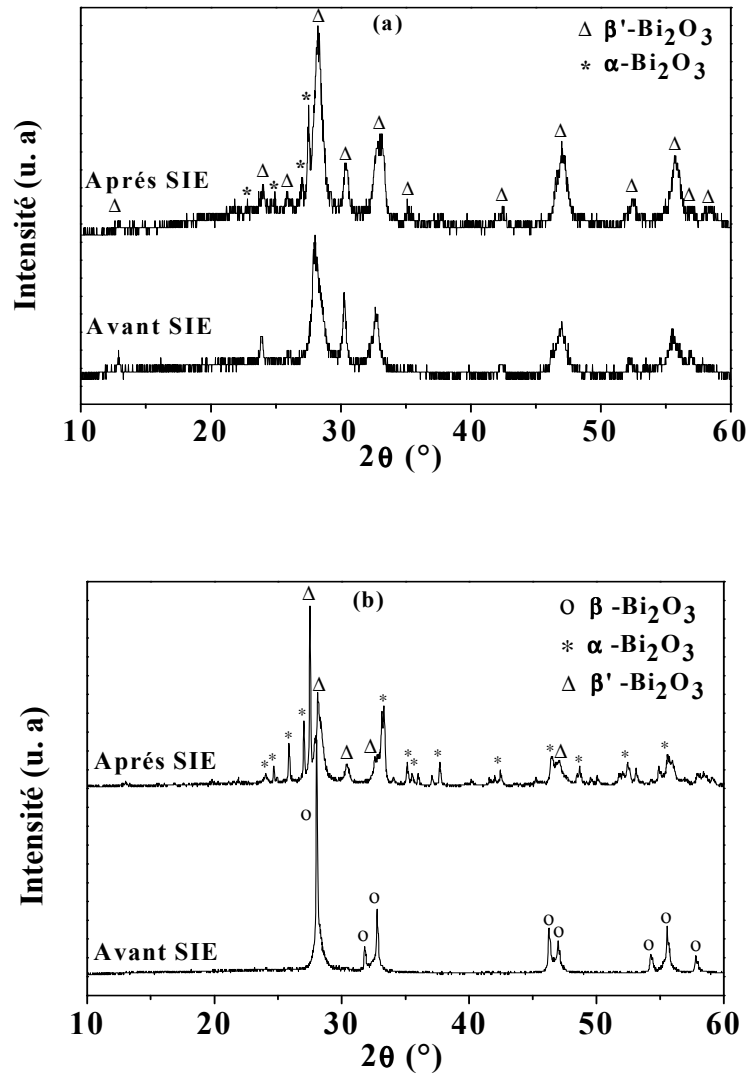 (a)
Δ β'-Bi2O3
* α-Bi2O3
Aprés SIE
Avant SIE
Intensité (u. a)
10 20 30 40 50 60
2θ (°)
(b)
o β -Bi2O3
* α -Bi2O3
Δ β' -Bi2O3
Aprés SIE
Avant SIE
Intensité (u. a)
10 20 30 40 50 60
2θ (°)